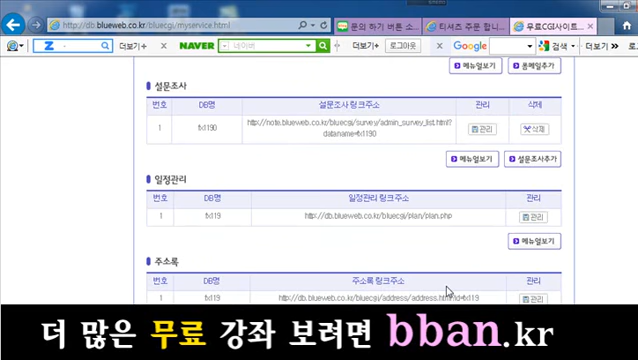 http://db.blueweb.co.kr/bluecgi/myservice.html
문의 하기 버튼 소...
티셔츠 주문 합니...
무료CGI사이트...
Z
더보기+
NAVER
네이버
더보기+
로그아웃
Google
검색
더보기 »
메뉴얼보기
폼메일추가
설문조사
번호 DB명 설문조사 링크주소 관리 삭제
1 fx1190 http://note.blueweb.co.kr/bluecgi/survey/admin_survey_list.html?dataname=fx1190 관리 삭제
메뉴얼보기
설문조사추가
일정관리
번호 DB명 일정관리 링크주소 관리
1 fx119 http://db.blueweb.co.kr/bluecgi/plan/plan.php 관리
메뉴얼보기
주소록
번호 DB명 주소록 링크주소 관리
1 fx119 http://db.blueweb.co.kr/bluecgi/address/address.html?id=fx119 관리
더 많은 무료 강좌 보려면 bban.kr